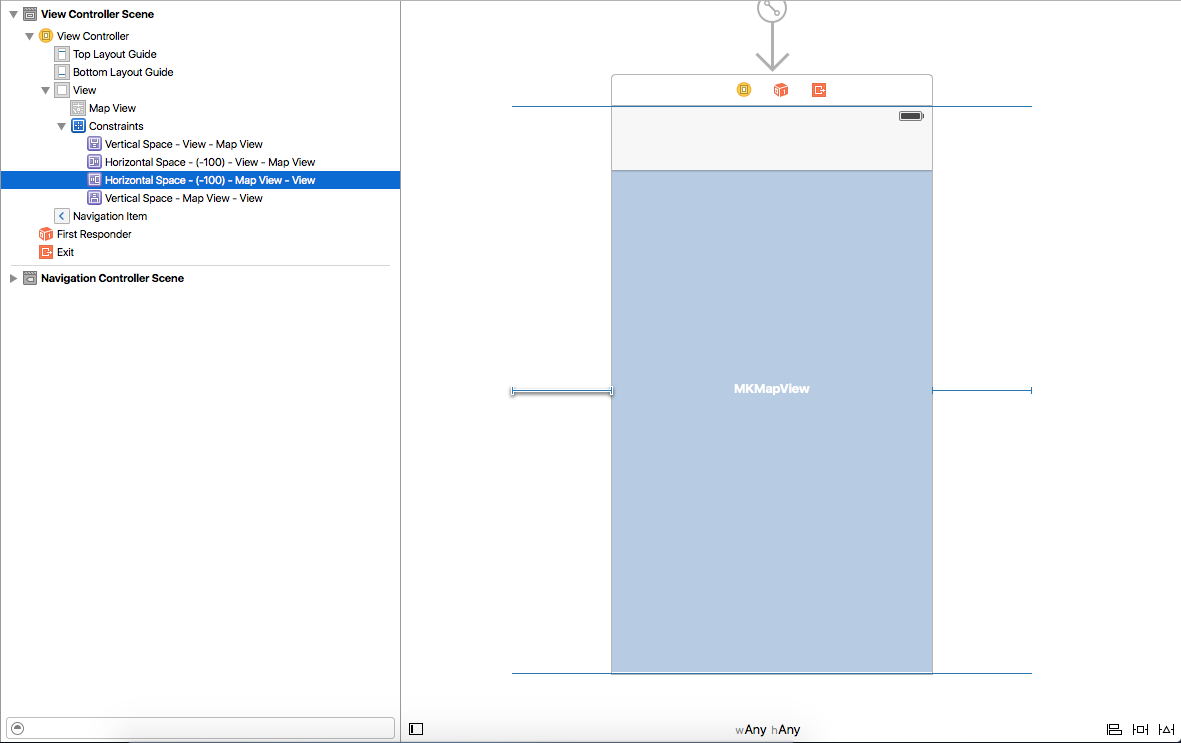 View Controller Scene
View Controller
Top Layout Guide
Bottom Layout Guide
View
Map View
Constraints
Vertical Space - View - Map View
Horizontal Space - (-100) - View - Map View
Horizontal Space - (-100) - Map View - View
Vertical Space - Map View - View
Navigation Item
First Responder
Exit
Navigation Controller Scene
MKMapView
wAny hAny